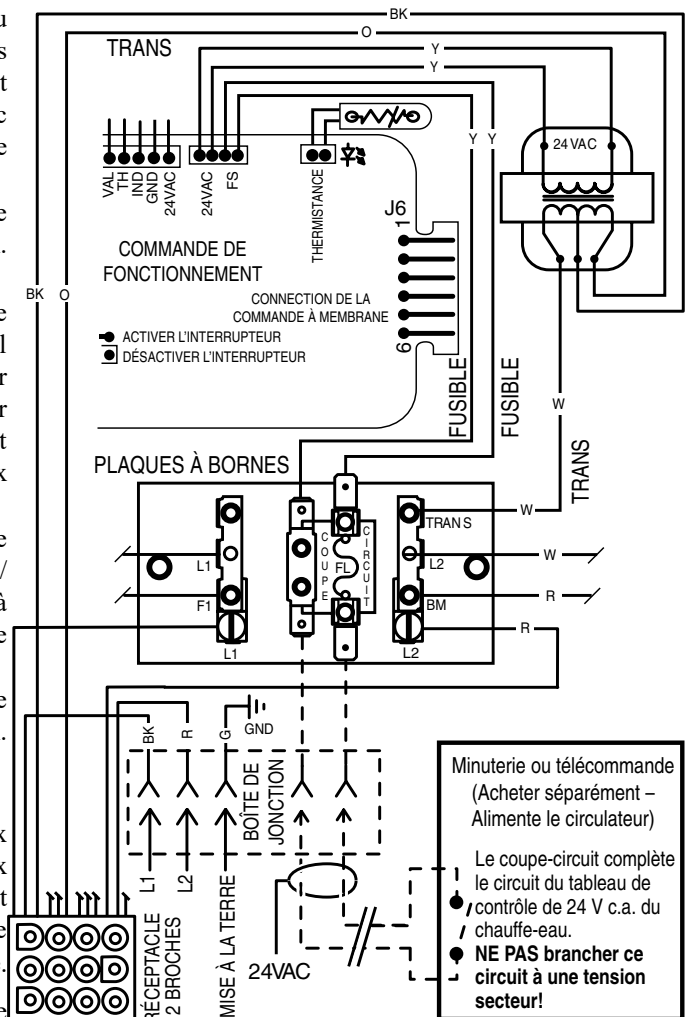 BK
O
TRANS
Y
Y
Y Y
24VAC
VAL
TH
IND
GND
24VAC
24VAC
FS
THERMISTANCE
J6
1
6
COMMANDE DE
FONCTIONNEMENT
CONNECTION DE LA
COMMANDE À MEMBRANE
BK O
ACTIVER L'INTERRUPTEUR
DÉSACTIVER L'INTERRUPTEUR
FUSIBLE
FUSIBLE
W
TRANS
PLAQUES À BORNES
TRANS
W
L1
COUPE
FL
CIRCUIT
L2
W
F1
BM
R
L1
L2
R
BK
R
G
GND
BOÎTE DE
JONCTION
L1
L2
MISE À LA TERRE
24VAC
RÉCEPTACLE
2 BROCHES
Minuterie ou télécommande
(Acheter séparément –
Alimente le circulateur)
Le coupe-circuit complète
le circuit du tableau de
contrôle de 24 V c.a. du
chauffe-eau.
NE PAS brancher ce
circuit à une tension
secteur!